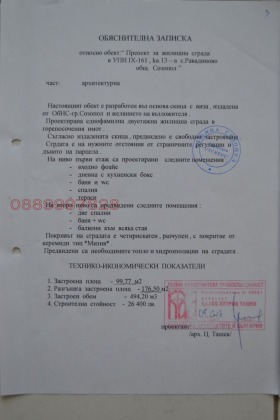 ОБЯСНИТЕЛНА ЗАПИСКА
относно обект:" Проект за жилищна сграда
в УПИ IX-161 , кв 13 – в с.Равадиново
общ. Созопол "
част: архитектурна
Настоящият обект е разработен въз основа скица с виза , издадена
от ОбНС-гр.Созопол и желанието на възложителя .
Проектирана еднофамилна двуетажна жилищна сграда в
горепосочения имот .
Съгласно издадената скица , предвидено е свободно застрояване
Сградата е на нужните отстояния от страничните регулации и
дъното на парцела .
На ниво първи етаж са проектирани следните помещения :
- входно фоайе
- дневна с кухненски бокс
- баня и wc
- спалня
- тераси
На второ ниво са предвидени следните помещения :
- две спални
- баня + wc
- балкони към всяка стая
Покривът на сградата е четирискатен , рамчупен , с покритие от
керемиди тип "Мизия"
Предвидени са необходимите топло и хидроизолации на сградата
ТЕХНИКО-ИКОНОМИЧЕСКИ ПОКАЗАТЕЛИ
1. Застроена площ - 99,77 м2
2. Разгъната застроена площ - 176,50 м2
3. Застроен обем - 494,20 м3
4. Строителна стойност - 26 400 лв.
проектант:
/арх. Ц. Танев/